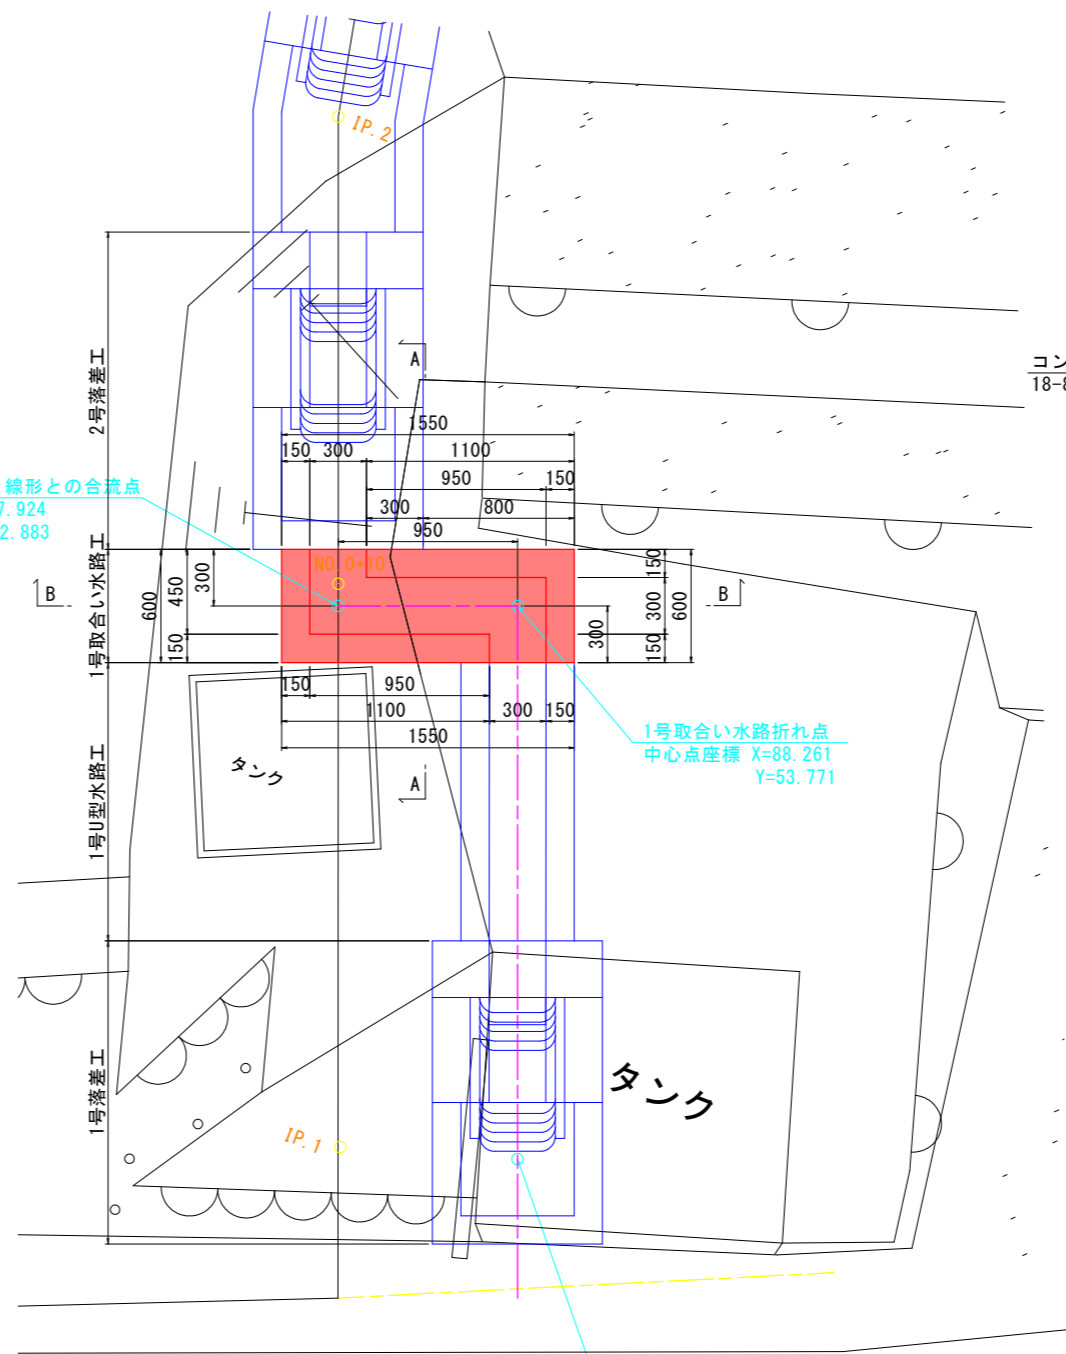 IP.2
2号落差工
A
コン
18-8
1550
150 300 1100
950 150
300 800
950
線形との合流点
7.924
2.883
1号取合い水路工
NO.0+10
B
600
450
300
150
150
300
150
600
300
B
150 950
1100 300 150
1550
1号取合い水路折れ点
中心点座標 X=88.261
Y=53.771
タンク
A
1号U型水路工
1号落差工
タンク
IP.1